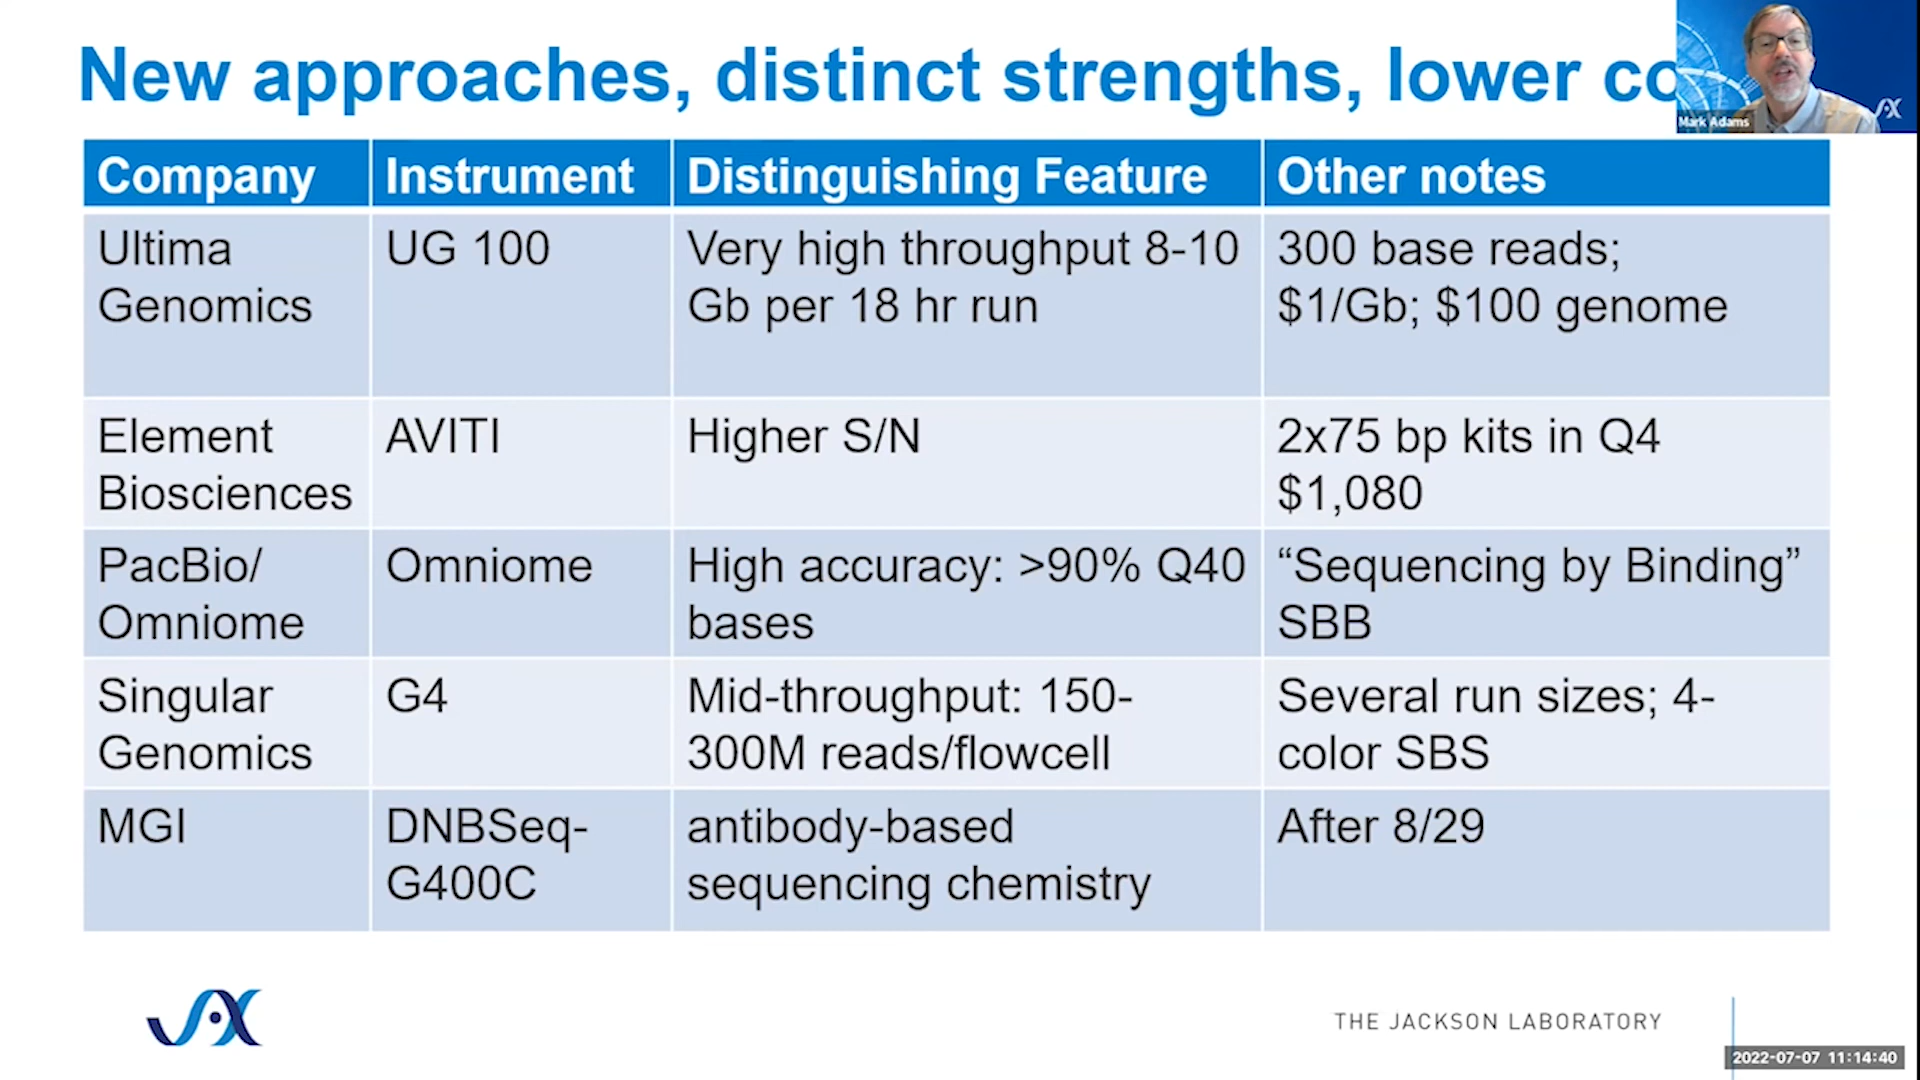 New approaches, distinct strengths, lower co
Mark Adams
Company Instrument Distinguishing Feature Other notes
Ultima Genomics
UG 100
Very high throughput 8-10
Gb per 18 hr run
300 base reads;
$1/Gb; $100 genome
Element
Biosciences
AVITI
Higher S/N
2x75 bp kits in Q4
$1,080
PacBio/
Omniome
Omniome
High accuracy: >90% Q40
bases
“Sequencing by Binding”
SBB
Singular
Genomics
G4
Mid-throughput: 150-
300M reads/flowcell
Several run sizes; 4-
color SBS
MGI
DNBSeq-
G400C
antibody-based
sequencing chemistry
After 8/29
THE JACKSON LABORATORY
2022-07-07 11:14:40